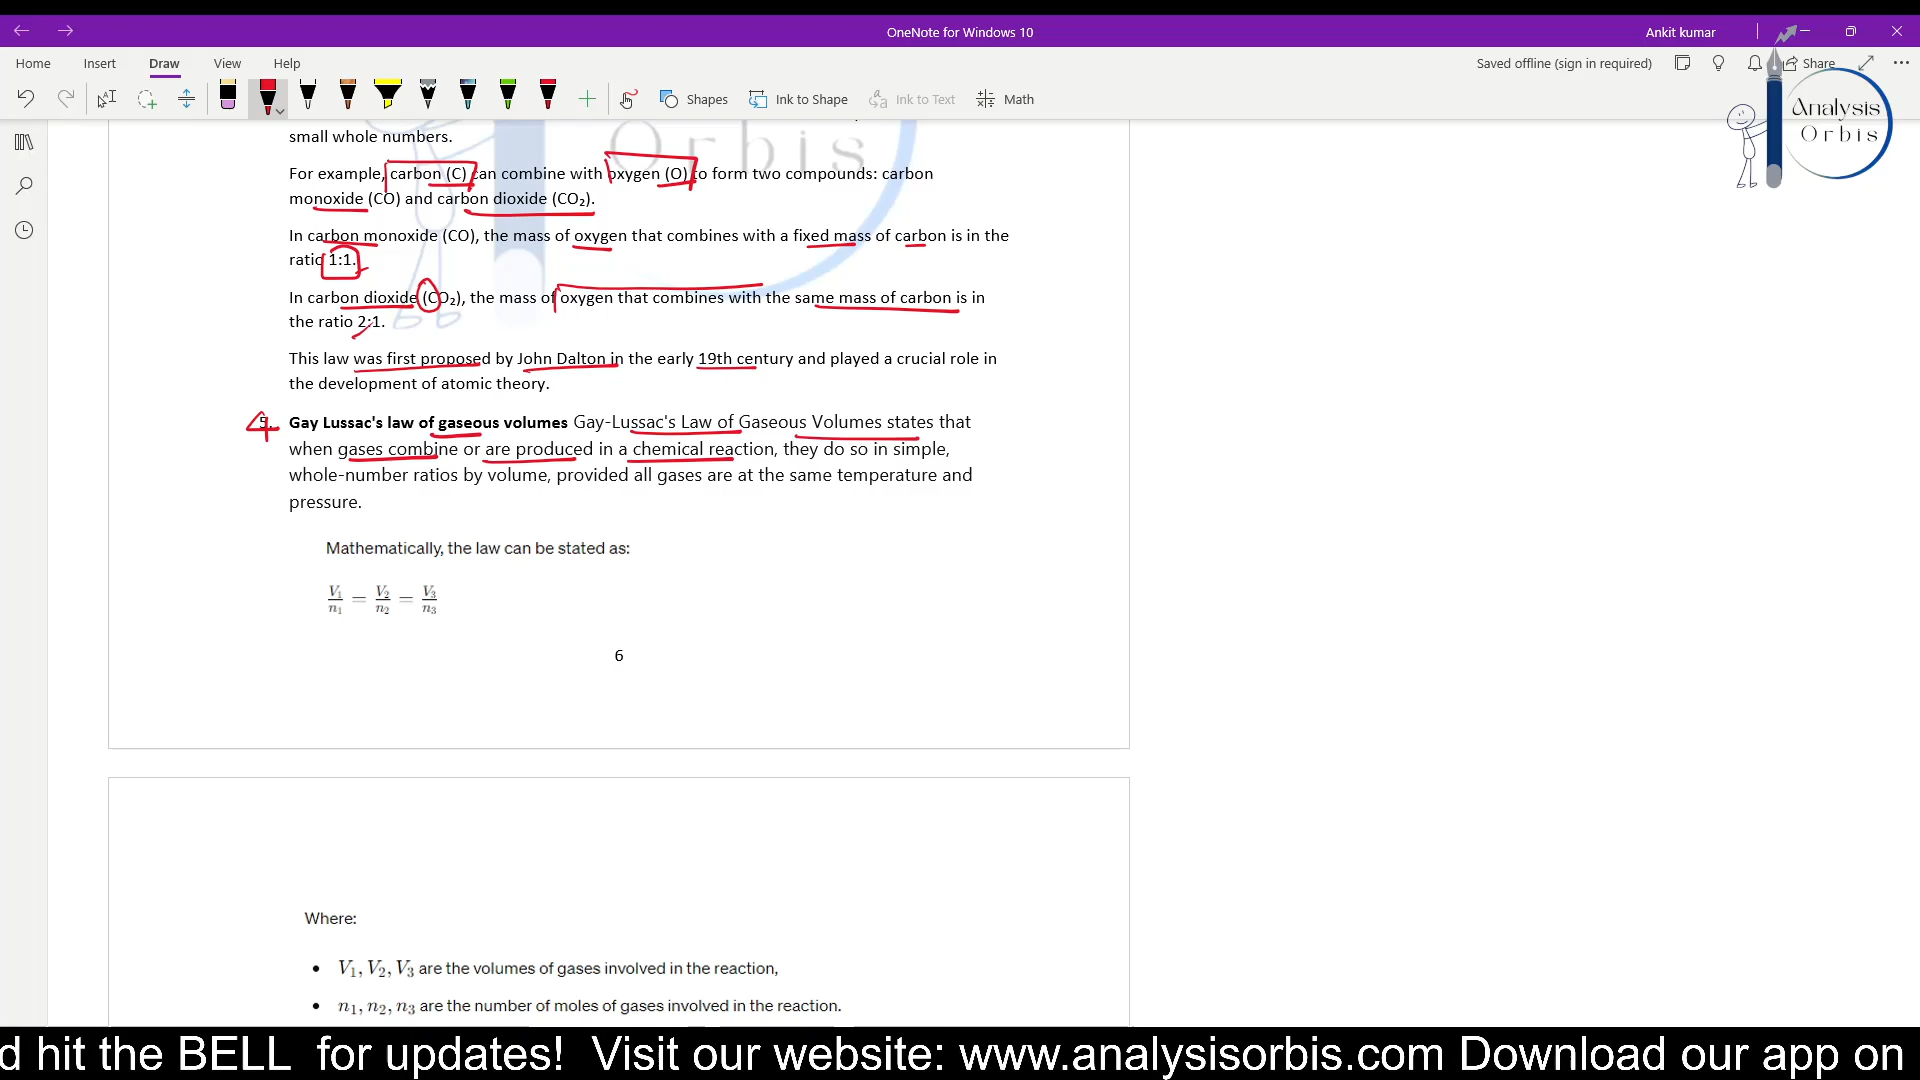 OneNote for Windows 10
Ankit kumar
Home Insert Draw View Help
Saved offline (sign in required)
Share
Shapes
Ink to Shape
Ink to Text
Math
Analysis
Orbis
Orbis
small whole numbers.
For example, carbon (C) can combine with oxygen (O) to form two compounds: carbon
monoxide (CO) and carbon dioxide (CO₂).
In carbon monoxide (CO), the mass of oxygen that combines with a fixed mass of carbon is in the
ratio 1:1.
In carbon dioxide (CO₂), the mass of oxygen that combines with the same mass of carbon is in
the ratio 2:1.
This law was first proposed by John Dalton in the early 19th century and played a crucial role in
the development of atomic theory.
4 Gay Lussac's law of gaseous volumes Gay-Lussac's Law of Gaseous Volumes states that
when gases combine or are produced in a chemical reaction, they do so in simple,
whole-number ratios by volume, provided all gases are at the same temperature and
pressure.
Mathematically, the law can be stated as:
V₁/n₁ = V₂/n₂ = V₃/n₃
6
Where:
• V₁, V₂, V₃ are the volumes of gases involved in the reaction,
• n₁, n₂, n₃ are the number of moles of gases involved in the reaction.
d hit the BELL for updates! Visit our website: www.analysisorbis.com Download our app on